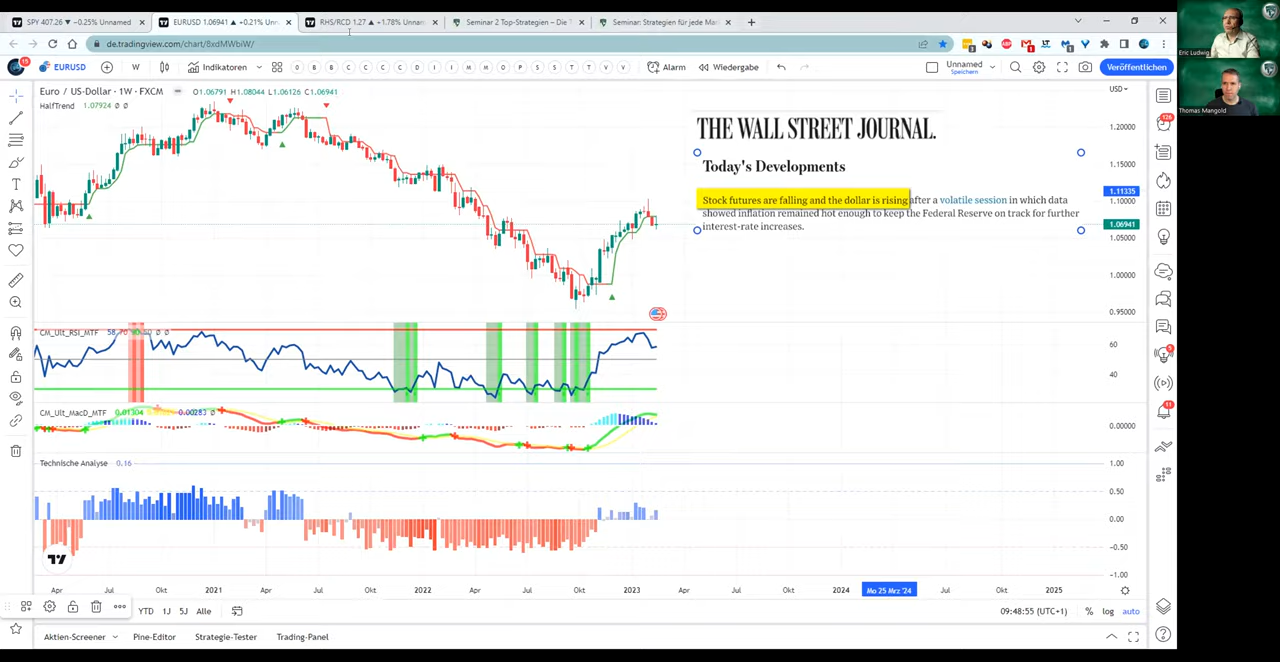 SPY 407.26 ▼ −0.25% Unnamed
EURUSD 1.06941 ▲ +0.21% Unn
RHS/RCD 1.27 ▲ +1.78% Unnam
Seminar 2 Top-Strategien – Die
Seminar: Strategien für jede Mar
de.tradingview.com/chart/8xdMWbiW/
EURUSD
W
Indikatoren
O B B C C C C D I I M M D P S S T T V V
Alarm
Wiedergabe
Unnamed
Speichern
Veröffentlichen
Eric Ludwig
Thomas Mangold
Euro / US-Dollar · 1W · FXCM
O1.06791 H1.08044 L1.06126 C1.06941
HalfTrend 1.07924 ∅ ∅
USD
1.20000
1.15000
1.11335
1.10000
1.06941
1.05000
1.00000
0.95000
THE WALL STREET JOURNAL.
Today's Developments
Stock futures are falling and the dollar is rising after a volatile session in which data
showed inflation remained hot enough to keep the Federal Reserve on track for further
interest-rate increases.
CM_Ult_RSI_MTF
60
40
CM_Ult_MacD_MTF 0.01304 0.00283 ∅
0.00000
Technische Analyse 0.16
1.00
0.50
0.00
−0.50
−1.00
Apr Jul Okt 2021 Apr Jul Okt 2022 Apr Jul Okt 2023 Apr Jul Okt 2024 Mo 25 Mrz '24 Jul Okt 2025
YTD 1J 5J Alle
09:48:55 (UTC+1)
% log auto
Aktien-Screener
Pine-Editor
Strategie-Tester
Trading-Panel